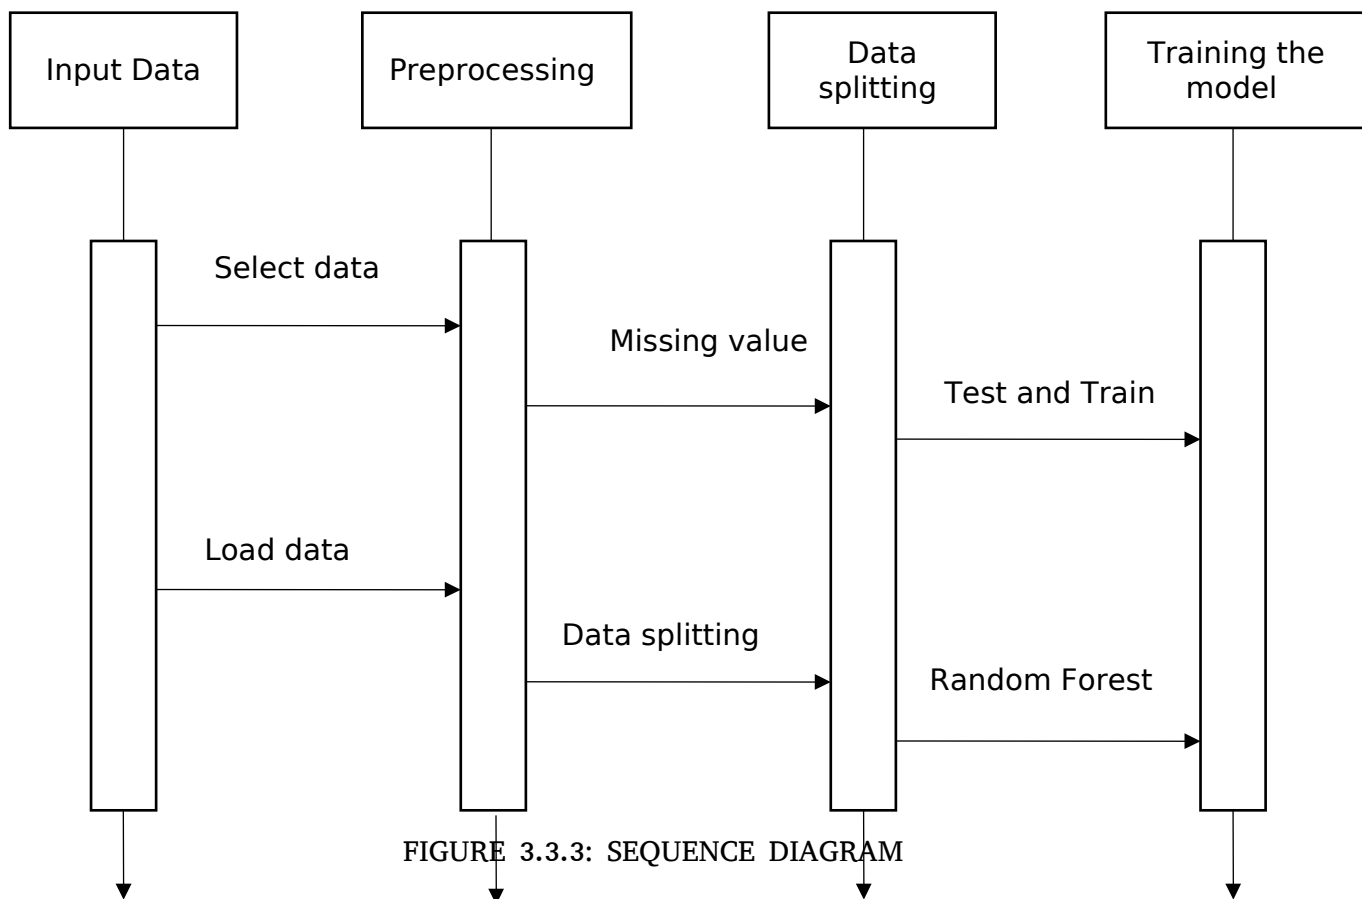 Input Data
Preprocessing
Data
splitting
Training the
model
Select data
Missing value
Test and Train
Load data
Data splitting
Random Forest
FIGURE 3.3.3: SEQUENCE DIAGRAM